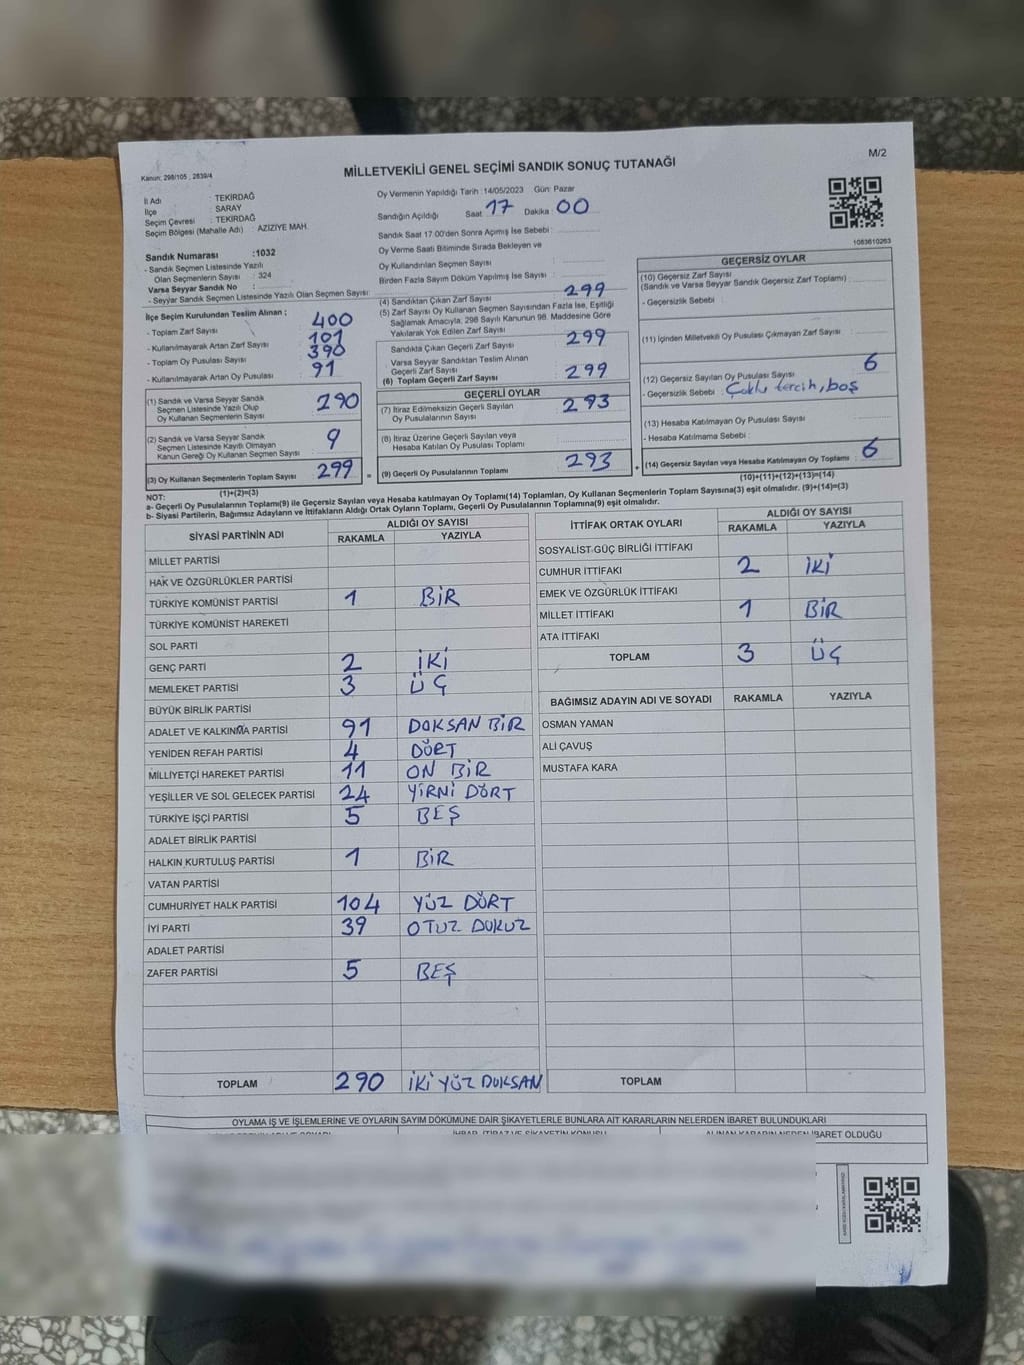 M/2
Kanun: 298/105 , 2839/4
MİLLETVEKİLİ GENEL SEÇİMİ SANDIK SONUÇ TUTANAĞI
İl Adı : TEKİRDAĞ
İlçe : SARAY
Seçim Çevresi : TEKİRDAĞ
Seçim Bölgesi (Mahalle Adı) : AZIZIYE MAH.
Sandık Numarası :1032
- Sandık Seçmen Listesinde Yazılı
Olan Seçmenlerin Sayısı : 324
Varsa Seyyar Sandık No :
- Seyyar Sandık Seçmen Listesinde Yazılı Olan Seçmen Sayısı:
Oy Vermenin Yapıldığı Tarih :14/05/2023 Gün: Pazar
Sandığın Açıldığı Saat : 17 Dakika : 00
Sandık Saat 17:00'den Sonra Açımış İse Sebebi :
Oy Verme Saati Bitiminde Sırada Bekleyen ve
Oy Kullandırılan Seçmen Sayısı :
Birden Fazla Sayım Döküm Yapılmış İse Sayısı :
1083610263
İlçe Seçim Kurulundan Teslim Alınan ;
- Toplam Zarf Sayısı : 400
- Kullanılmayarak Artan Zarf Sayısı : 101
- Toplam Oy Pusulası Sayısı : 390
- Kullanılmayarak Artan Oy Pusulası : 91
(1) Sandık ve Varsa Seyyar Sandık
Seçmen Listesinde Yazılı Olup
Oy Kullanan Seçmenlerin Sayısı 290
(2) Sandık ve Varsa Seyyar Sandık
Seçmen Listesinde Kayıtlı Olmayan
Kanun Gereği Oy Kullanan Seçmen Sayısı 9
(3) Oy Kullanan Seçmenlerin Toplam Sayısı 299 =
(1)+(2)=(3)
(4) Sandıktan Çıkan Zarf Sayısı 299
(5) Zarf Sayısı Oy Kullanan Seçmen Sayısından Fazla İse, Eşitliği
Sağlamak Amacıyla, 298 Sayılı Kanunun 98. Maddesine Göre
Yakılarak Yok Edilen Zarf Sayısı :
Sandıkta Çıkan Geçerli Zarf Sayısı 299
Varsa Seyyar Sandıktan Teslim Alınan
Geçerli Zarf Sayısı
(6) Toplam Geçerli Zarf Sayısı 299
GEÇERLİ OYLAR
(7) İtiraz Edilmeksizin Geçerli Sayılan
Oy Pusulalarının Sayısı 293
(8) İtiraz Üzerine Geçerli Sayılan veya
Hesaba Katılan Oy Pusulası Toplamı
(9) Geçerli Oy Pusulalarının Toplamı 293 +
GEÇERSİZ OYLAR
(10) Geçersiz Zarf Sayısı
(Sandık ve Varsa Seyyar Sandık Geçersiz Zarf Toplamı) :
- Geçersizlik Sebebi :
(11) İçinden Milletvekili Oy Pusulası Çıkmayan Zarf Sayısı :
(12) Geçersiz Sayılan Oy Pusulası Sayısı : 6
- Geçersizlik Sebebi : Çoklu tercih, boş
(13) Hesaba Katılmayan Oy Pusulası Sayısı :
- Hesaba Katılmama Sebebi :
(14) Geçersiz Sayılan veya Hesaba Katılmayan Oy Toplamı : 6
(10)+(11)+(12)+(13)=(14)
NOT:
a- Geçerli Oy Pusulalarının Toplamı(9) ile Geçersiz Sayılan veya Hesaba katılmayan Oy Toplamı(14) Toplamları, Oy Kullanan Seçmenlerin Toplam Sayısına(3) eşit olmalıdır. (9)+(14)=(3)
b- Siyasi Partilerin, Bağımsız Adayların ve İttifakların Aldığı Ortak Oyların Toplamı, Geçerli Oy Pusulalarının Toplamına(9) eşit olmalıdır.
SİYASİ PARTİNİN ADI ALDIĞI OY SAYISI
RAKAMLA YAZIYLA
MİLLET PARTİSİ
HAK VE ÖZGÜRLÜKLER PARTİSİ
TÜRKİYE KOMÜNİST PARTİSİ 1 BİR
TÜRKİYE KOMÜNİST HAREKETİ
SOL PARTİ
GENÇ PARTİ 2 İKİ
MEMLEKET PARTİSİ 3 ÜÇ
BÜYÜK BİRLİK PARTİSİ
ADALET VE KALKINMA PARTİSİ 91 DOKSAN BİR
YENİDEN REFAH PARTİSİ 4 DÖRT
MİLLİYETÇİ HAREKET PARTİSİ 11 ON BİR
YEŞİLLER VE SOL GELECEK PARTİSİ 24 YİRNİ DÖRT
TÜRKİYE İŞÇİ PARTİSİ 5 BEŞ
ADALET BİRLİK PARTİSİ
HALKIN KURTULUŞ PARTİSİ 1 BİR
VATAN PARTİSİ
CUMHURİYET HALK PARTİSİ 104 YÜZ DÖRT
İYİ PARTİ 39 OTUZ DOKUZ
ADALET PARTİSİ
ZAFER PARTİSİ 5 BEŞ
TOPLAM 290 İKİ YÜZ DOKSAN
İTTİFAK ORTAK OYLARI ALDIĞI OY SAYISI
RAKAMLA YAZIYLA
SOSYALİST GÜÇ BİRLİĞİ İTTİFAKI
CUMHUR İTTİFAKI 2 İKİ
EMEK VE ÖZGÜRLÜK İTTİFAKI
MİLLET İTTİFAKI 1 BİR
ATA İTTİFAKI
TOPLAM 3 ÜÇ
BAĞIMSIZ ADAYIN ADI VE SOYADI RAKAMLA YAZIYLA
OSMAN YAMAN
ALİ ÇAVUŞ
MUSTAFA KARA
TOPLAM
OYLAMA İŞ VE İŞLEMLERİNE VE OYLARIN SAYIM DÖKÜMÜNE DAİR ŞİKAYETLERLE BUNLARA AİT KARARLARIN NELERDEN İBARET BULUNDUKLARI
İHBAR, İTİRAZ VE ŞİKAYETİN KONUSU ALINAN KARARIN NEDEN İBARET OLDUĞU